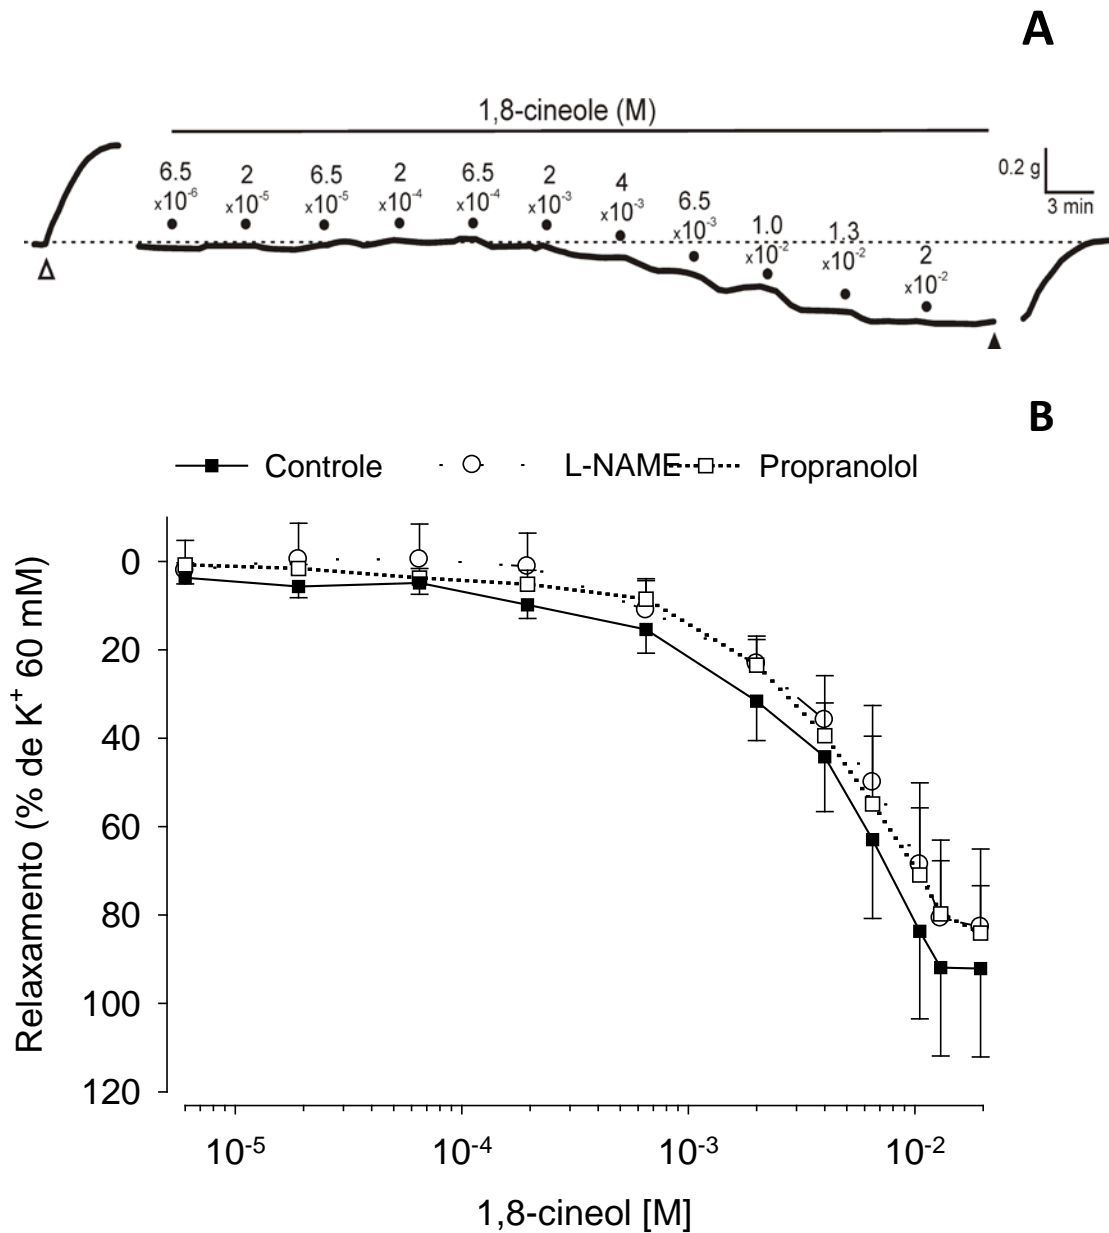 A
1,8-cineole (M)
0.2 g
3 min
6.5 2 6.5 2 6.5 2 4 6.5 1.0 1.3 2
x10-6 x10-5 x10-5 x10-4 x10-4 x10-3 x10-3 x10-3 x10-2 x10-2 x10-2
B
Controle L-NAME Propranolol
Relaxamento (% de K+ 60 mM)
0
20
40
60
80
100
120
10-5 10-4 10-3 10-2
1,8-cineol [M]